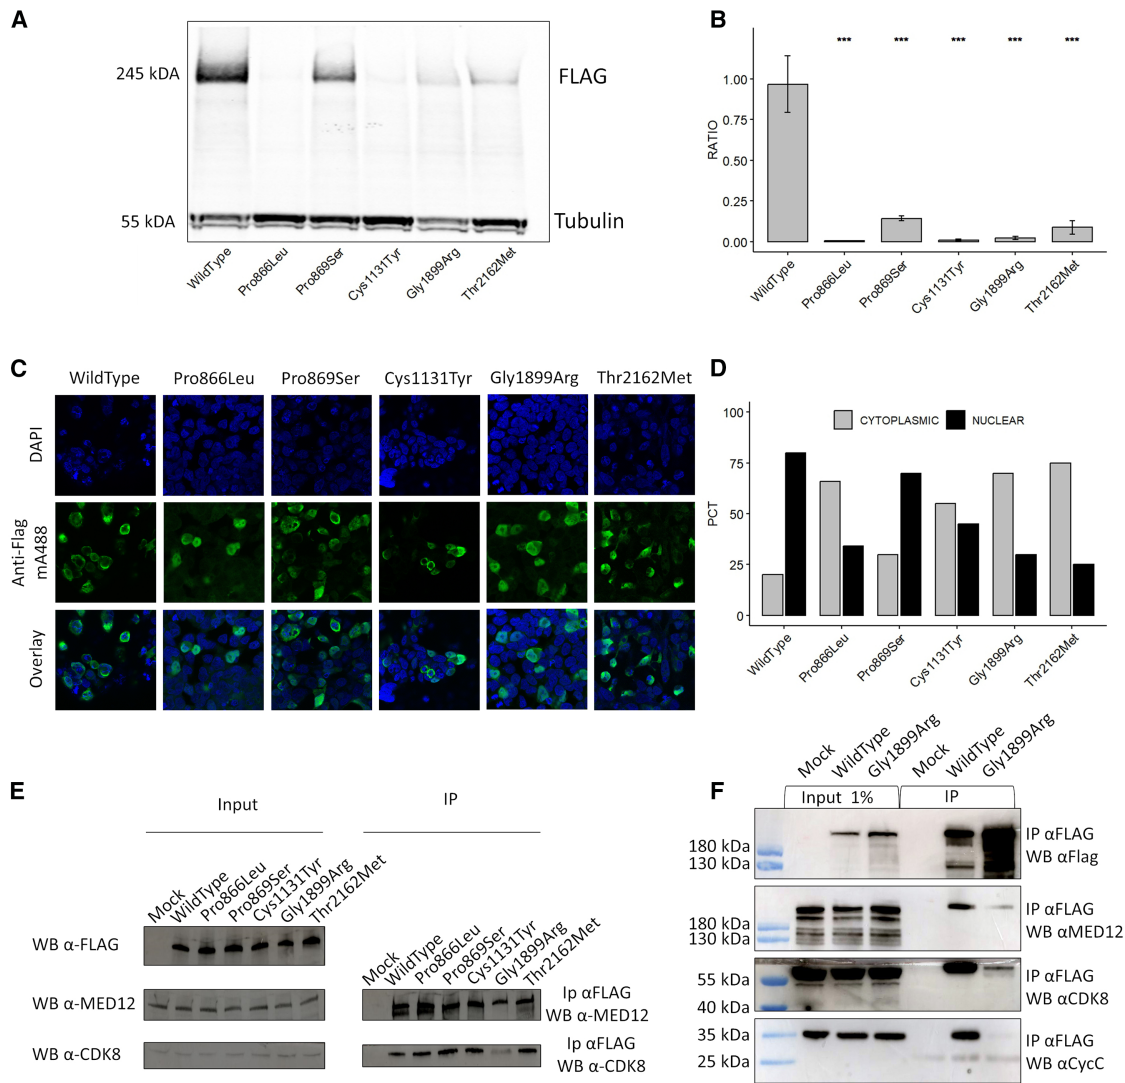 A
245 kDA
FLAG
55 kDA
Tubulin
WildType
Pro866Leu
Pro869Ser
Cys1131Tyr
Gly1899Arg
Thr2162Met
B
*** *** *** *** ***
RATIO
1.00
0.75
0.50
0.25
0.00
WildType
Pro866Leu
Pro869Ser
Cys1131Tyr
Gly1899Arg
Thr2162Met
C
WildType Pro866Leu Pro869Ser Cys1131Tyr Gly1899Arg Thr2162Met
DAPI
Anti-Flag
mA488
Overlay
D
CYTOPLASMIC NUCLEAR
PCT
100
75
50
25
0
WildType
Pro866Leu
Pro869Ser
Cys1131Tyr
Gly1899Arg
Thr2162Met
E
Input
IP
Mock
WildType
Pro866Leu
Pro869Ser
Cys1131Tyr
Gly1899Arg
Thr2162Met
Mock
WildType
Pro866Leu
Pro869Ser
Cys1131Tyr
Gly1899Arg
Thr2162Met
WB α-FLAG
WB α-MED12
WB α-CDK8
Ip αFLAG
WB α-MED12
Ip αFLAG
WB α-CDK8
F
Mock
WildType
Gly1899Arg
Mock
WildType
Gly1899Arg
Input 1%
IP
180 kDa
130 kDa
IP αFLAG
WB αFlag
180 kDa
130 kDa
IP αFLAG
WB αMED12
55 kDa
40 kDa
IP αFLAG
WB αCDK8
35 kDa
25 kDa
IP αFLAG
WB αCycC